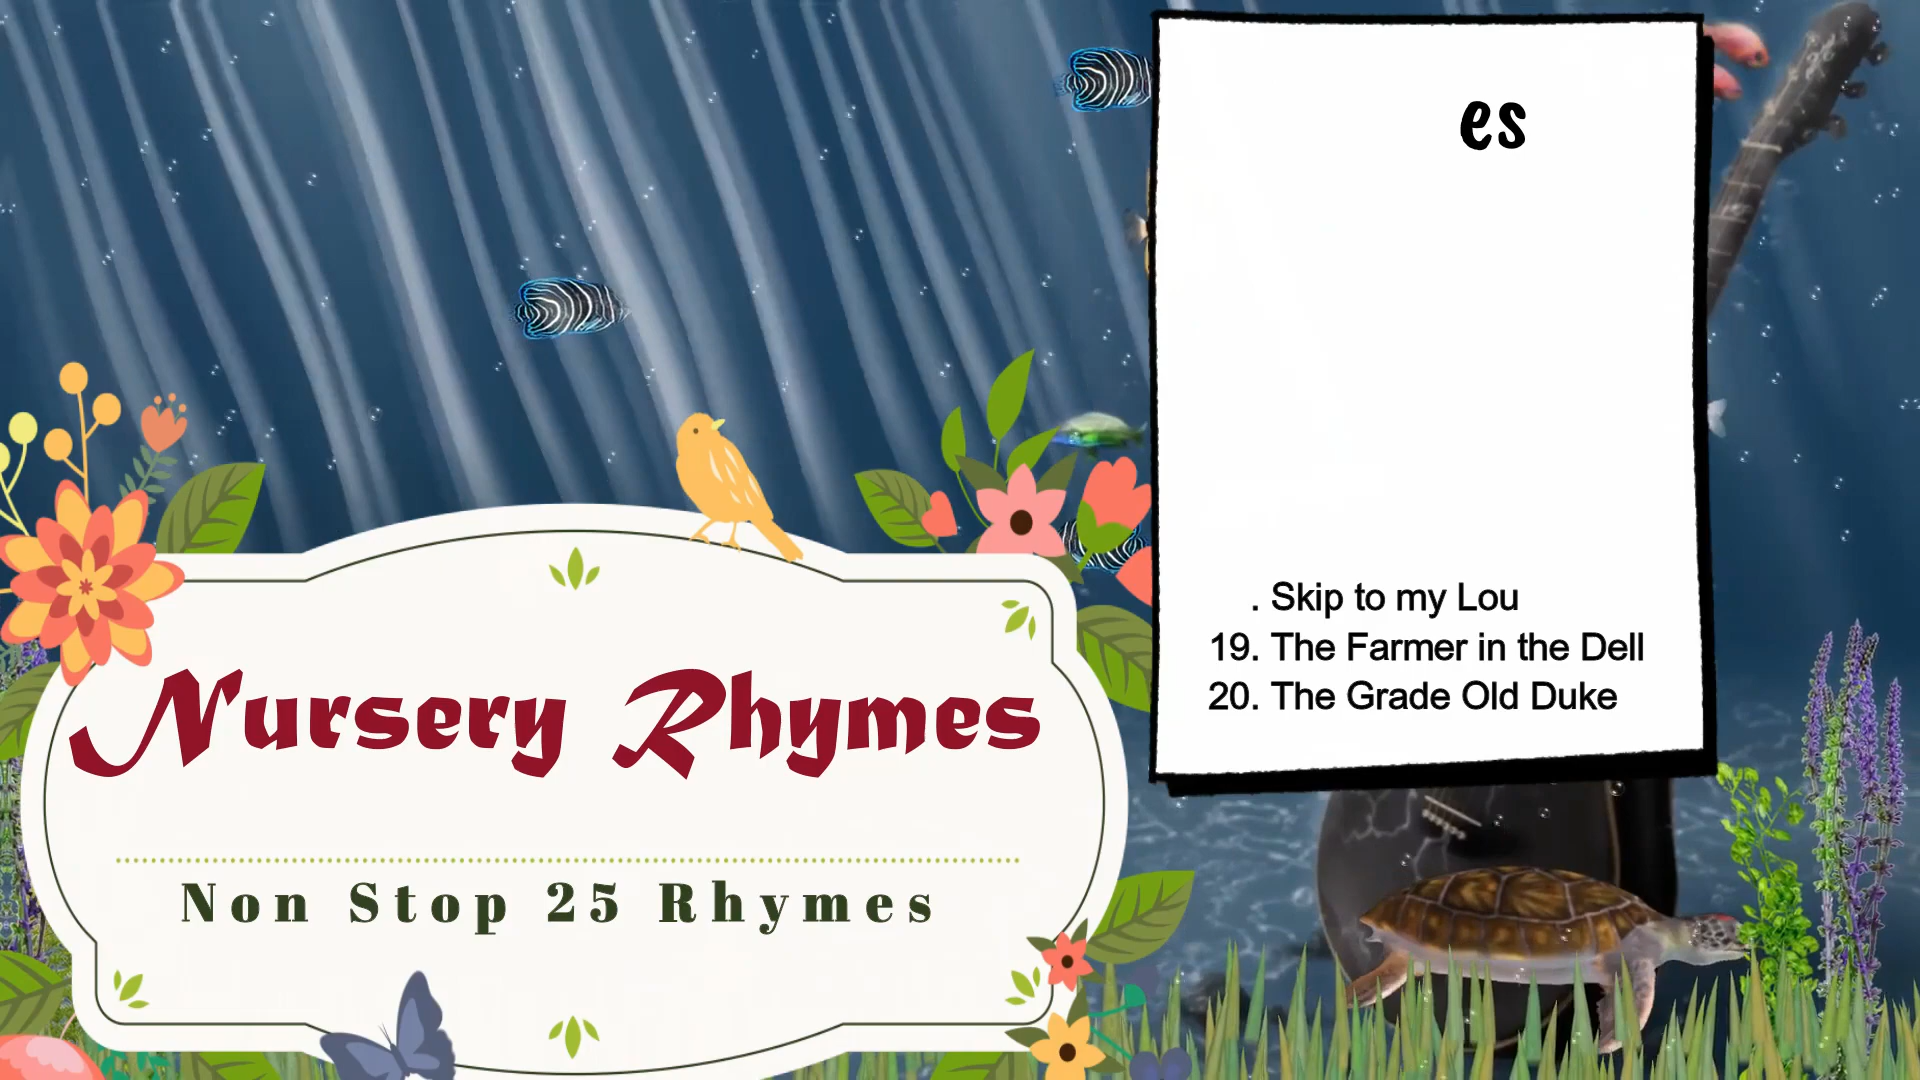 Nursery Rhymes
Non Stop 25 Rhymes
es
. Skip to my Lou
19. The Farmer in the Dell
20. The Grade Old Duke